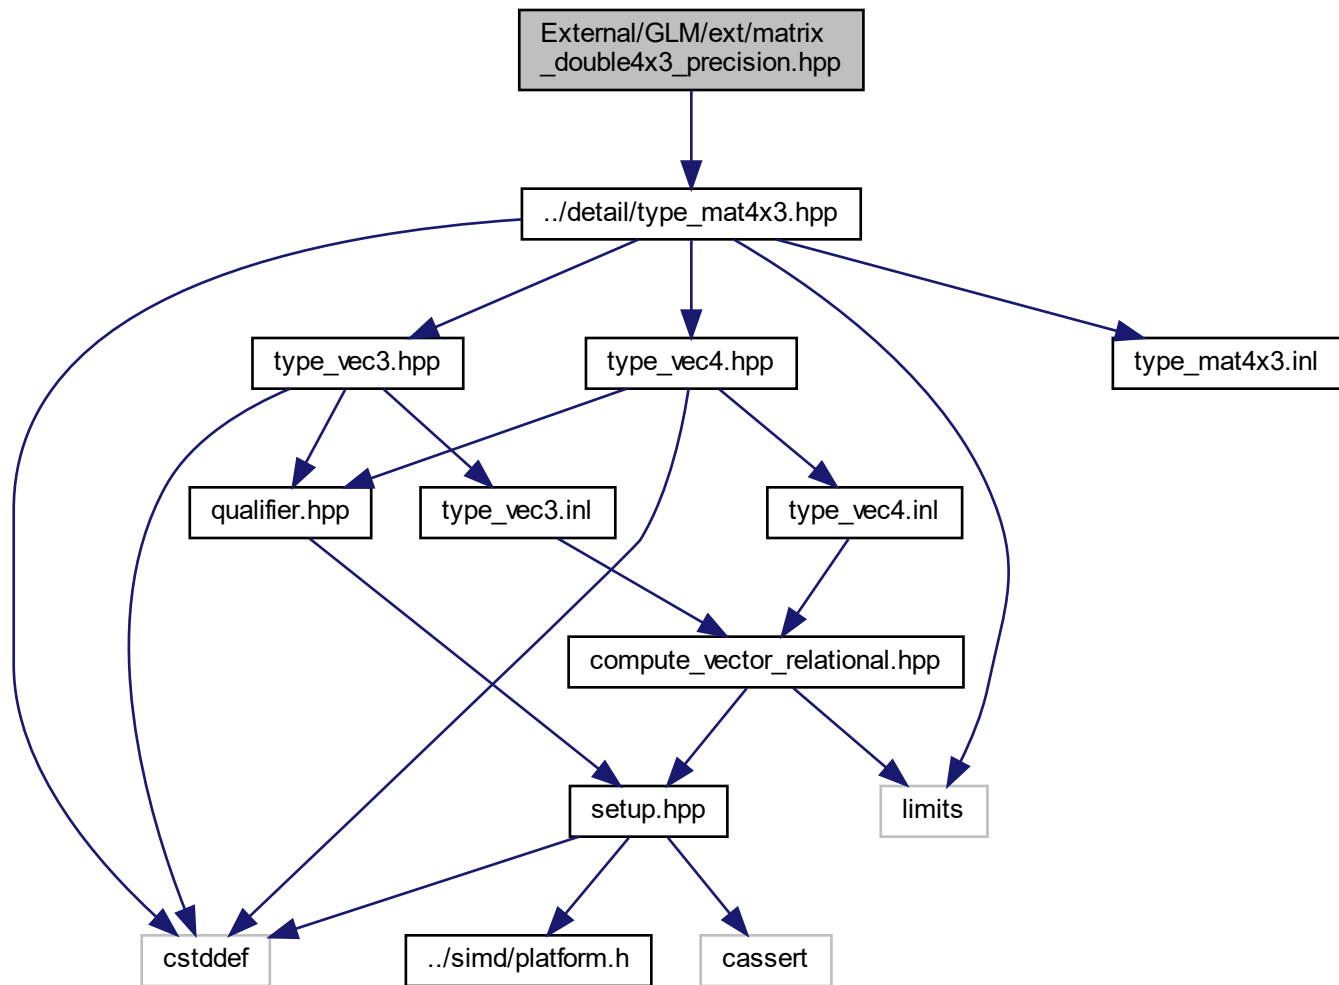 External/GLM/ext/matrix
_double4x3_precision.hpp
../detail/type_mat4x3.hpp
type_vec3.hpp
type_vec4.hpp
type_mat4x3.inl
qualifier.hpp
type_vec3.inl
type_vec4.inl
compute_vector_relational.hpp
setup.hpp
limits
cstddef
../simd/platform.h
cassert